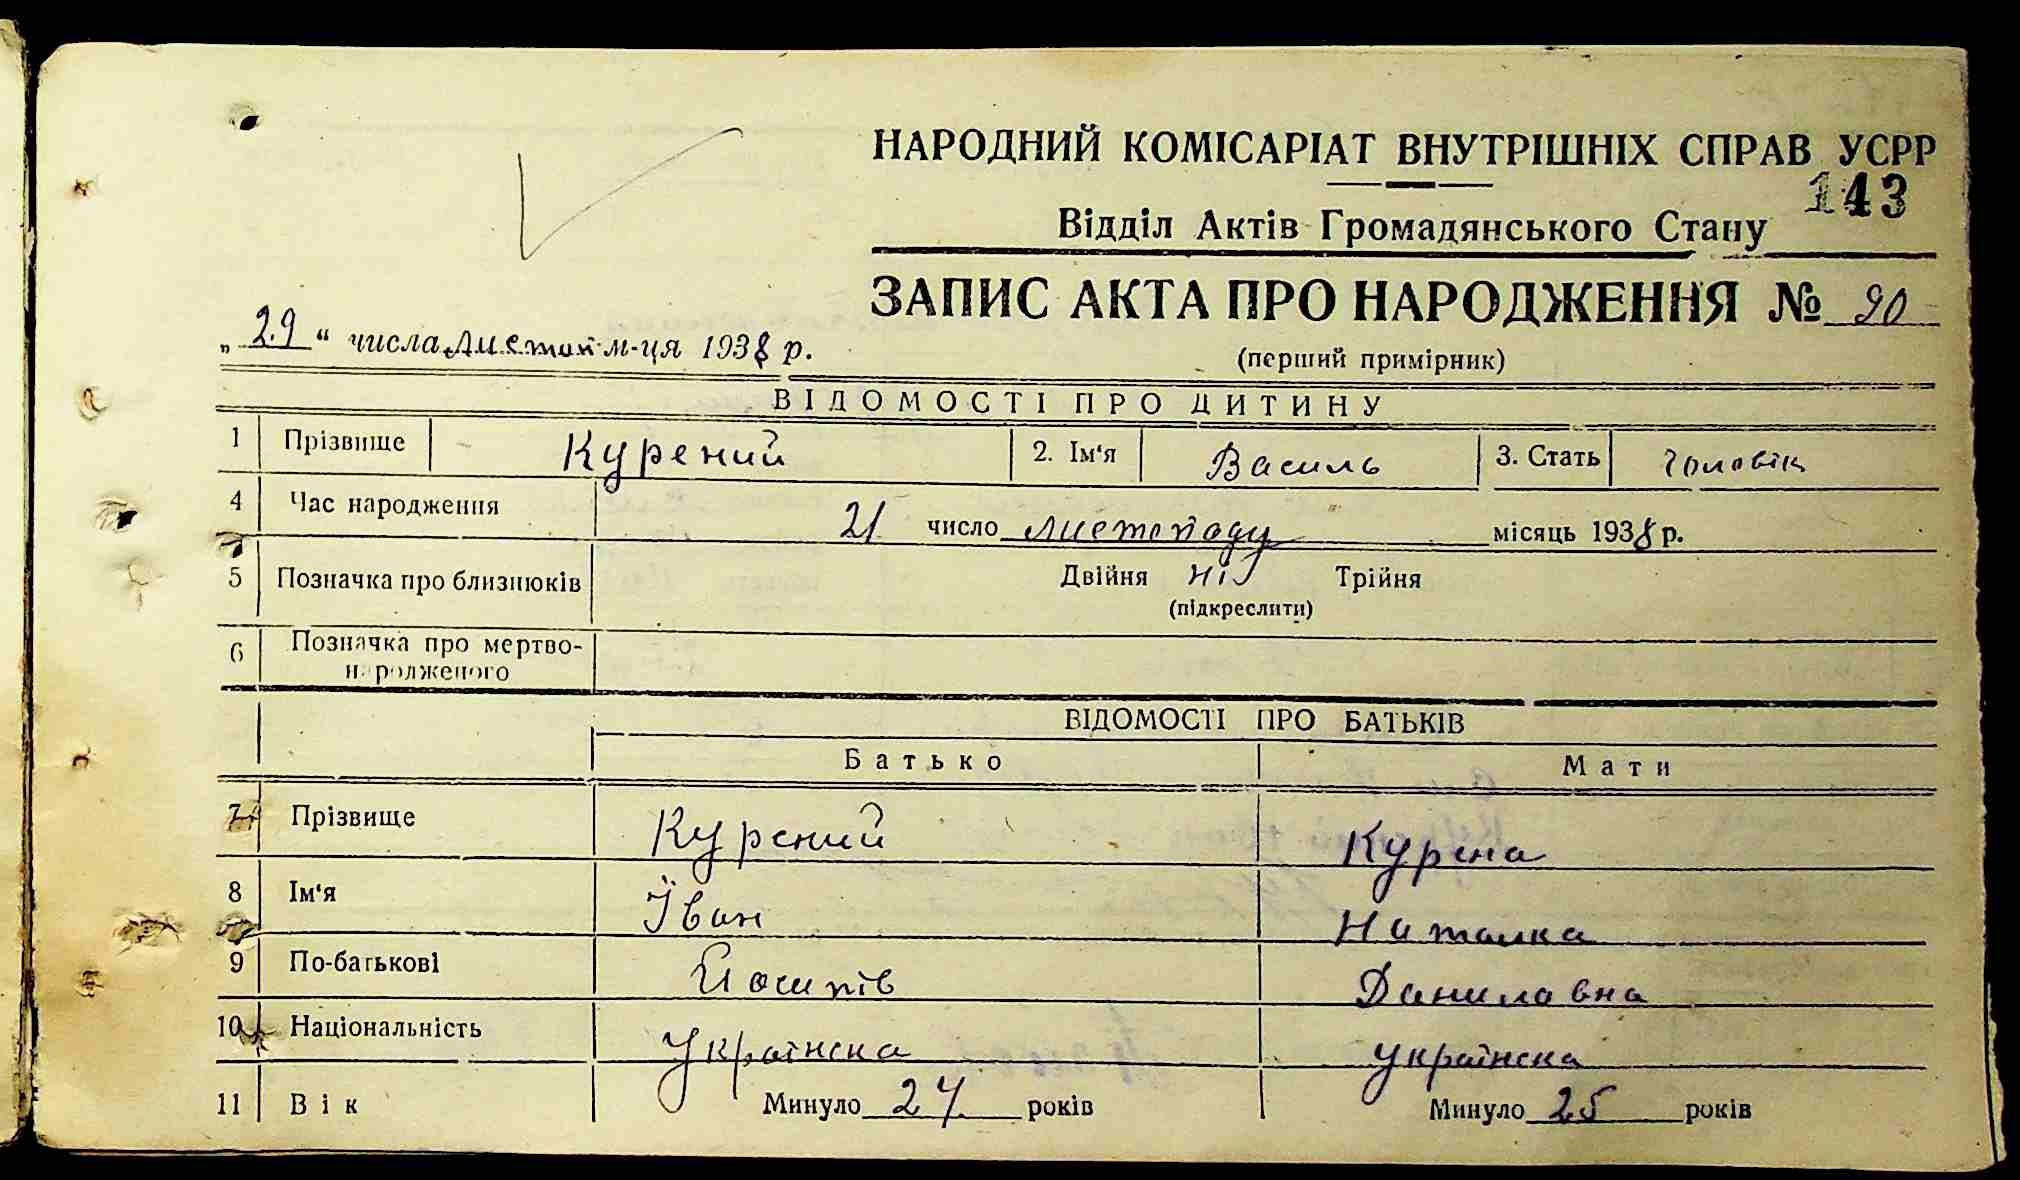 НАРОДНИЙ КОМІСАРІАТ ВНУТРІШНІХ СПРАВ УСРР
143
Відділ Актів Громадянського Стану
ЗАПИС АКТА ПРО НАРОДЖЕННЯ № 90
„29“ числа листоп м-ця 1938 р.
(перший примірник)
ВІДОМОСТІ ПРО ДИТИНУ
1 Прізвище Курений 2. Ім'я Василь 3. Стать Чоловік
4 Час народження 21 число листопаду місяць 1938 р.
5 Позначка про близнюків Двійня ні Трійня
(підкреслити)
6 Позначка про мертво-
народженого
ВІДОМОСТІ ПРО БАТЬКІВ
Батько Мати
7 Прізвище Курений Курена
8 Ім'я Іван Наталка
9 По-батькові Йосипів Данилавна
10 Національність Українска українска
11 Вік Минуло 27 років Минуло 25 років